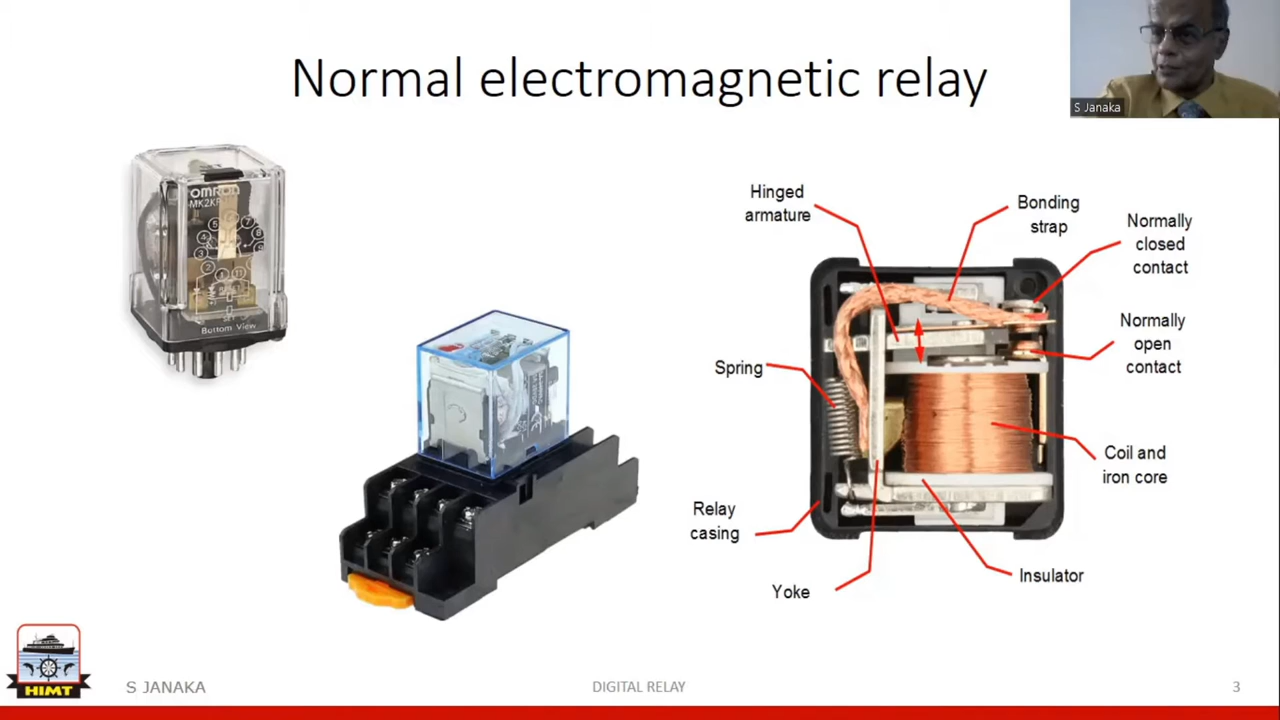 Normal electromagnetic relay
S Janaka
OMRON
Bottom View
Hinged
armature
Bonding
strap
Normally
closed
contact
Normally
open
contact
Spring
Coil and
iron core
Relay
casing
Yoke
Insulator
HIMT
S JANAKA
DIGITAL RELAY
3